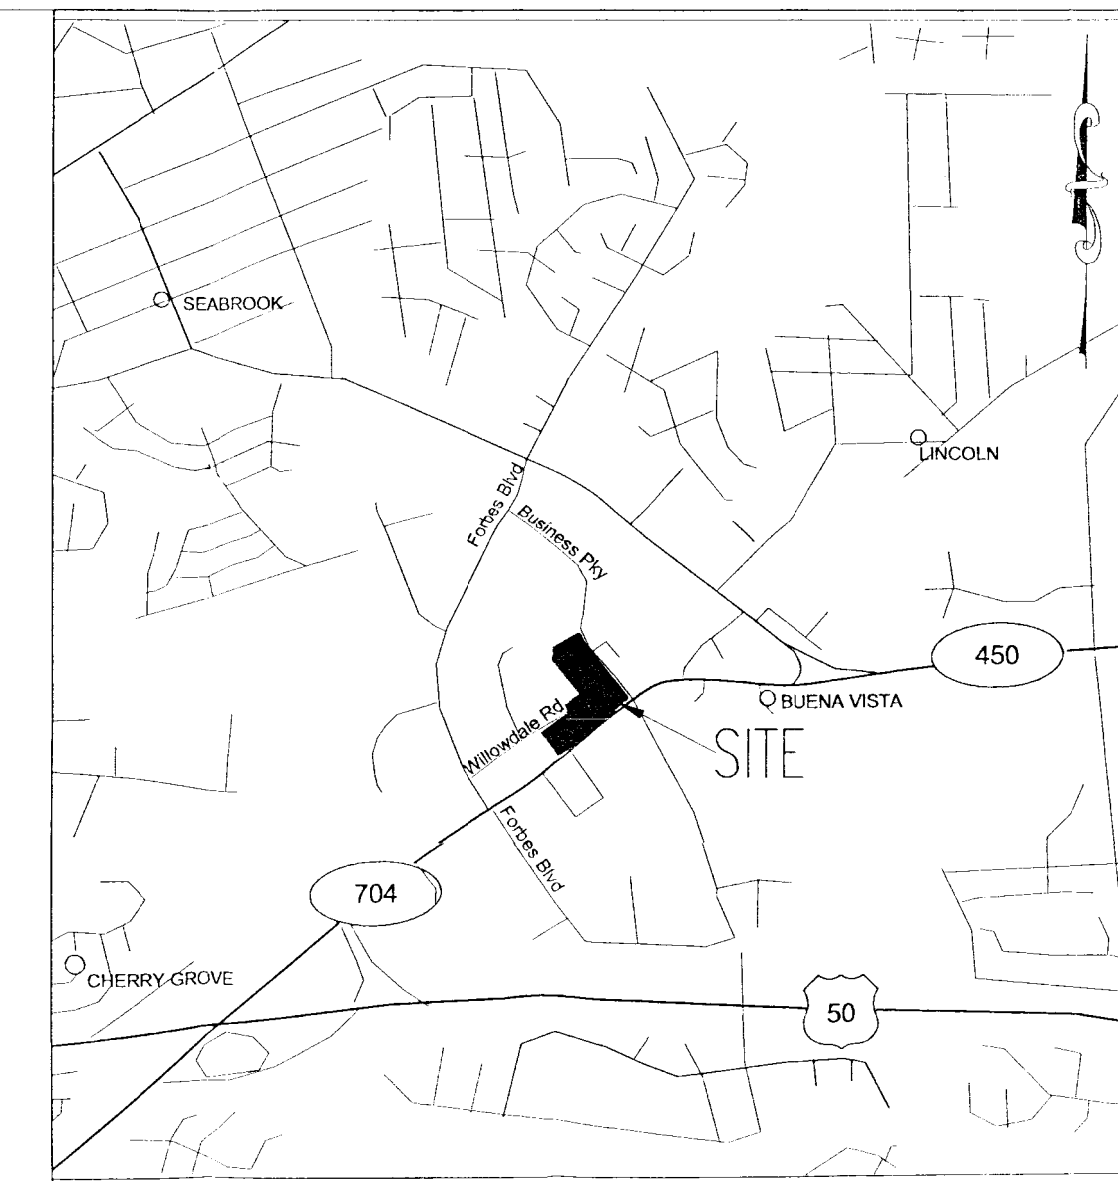 SEABROOK
LINCOLN
Forbes Blvd
Business Pky
450
BUENA VISTA
Willowdale Rd
SITE
Forbes Blvd
704
CHERRY GROVE
50